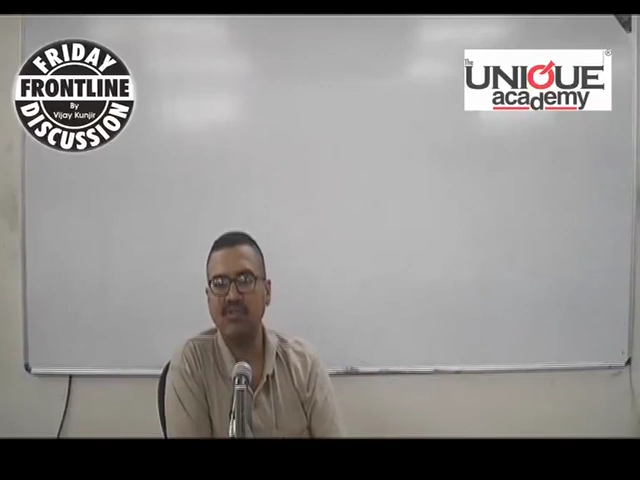 FRIDAY
FRONTLINE
By
Vijay Kunjir
DISCUSSION
The
UNIQUE
academy
®